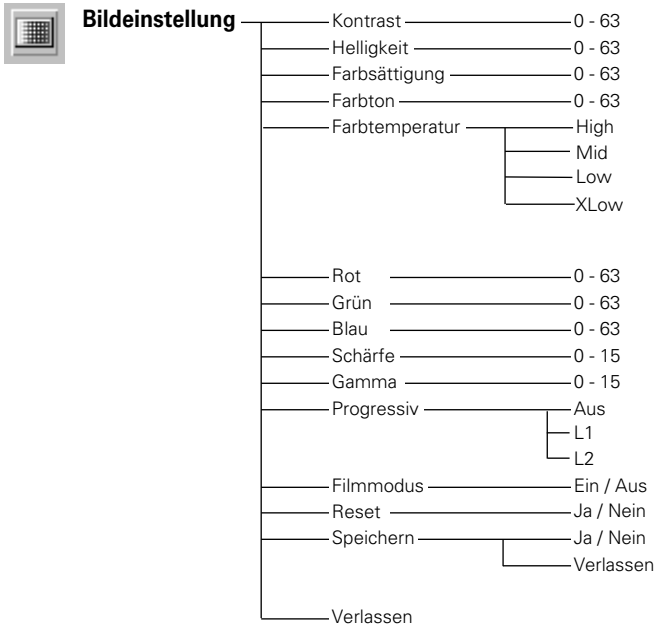 Bildeinstellung Kontrast 0 - 63
Helligkeit 0 - 63
Farbsättigung 0 - 63
Farbton 0 - 63
Farbtemperatur High
Mid
Low
XLow
Rot 0 - 63
Grün 0 - 63
Blau 0 - 63
Schärfe 0 - 15
Gamma 0 - 15
Progressiv Aus
L1
L2
Filmmodus Ein / Aus
Reset Ja / Nein
Speichern Ja / Nein
Verlassen
Verlassen